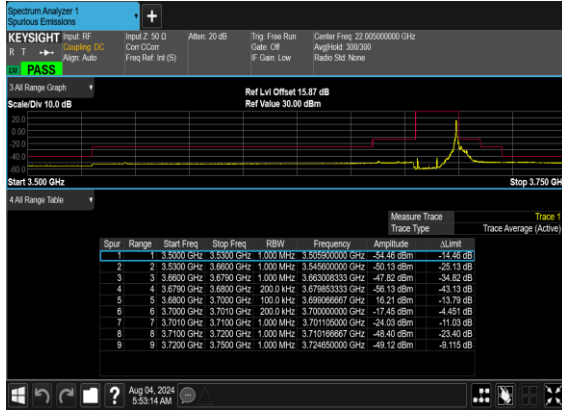 Spectrum Analyzer 1
Spurious Emissions
+
KEYSIGHT Input: RF Input Z: 50 Ω Atten: 20 dB Trig: Free Run Center Freq: 22.005000000 GHz
R T Coupling: DC Corr CCorr Gate: Off Avg|Hold: 300/300
Align: Auto Freq Ref: Int (S) IF Gain: Low Radio Std: None
LXI PASS
3 All Range Graph Ref Lvl Offset 15.87 dB
Scale/Div 10.0 dB Ref Value 30.00 dBm
20.0
0.00
-20.0
-40.0
-60.0
Start 3.500 GHz Stop 3.750 GH
4 All Range Table
Measure Trace Trace 1
Trace Type Trace Average (Active)
Spur Range Start Freq Stop Freq RBW Frequency Amplitude ΔLimit
1 1 3.5000 GHz 3.5300 GHz 1.000 MHz 3.505900000 GHz -54.46 dBm -14.46 dB
2 2 3.5300 GHz 3.6600 GHz 1.000 MHz 3.545600000 GHz -50.13 dBm -25.13 dB
3 3 3.6600 GHz 3.6790 GHz 1.000 MHz 3.663008333 GHz -47.82 dBm -34.82 dB
4 4 3.6790 GHz 3.6800 GHz 200.0 kHz 3.679853333 GHz -56.13 dBm -43.13 dB
5 5 3.6800 GHz 3.7000 GHz 100.0 kHz 3.699066667 GHz 16.21 dBm -13.79 dB
6 6 3.7000 GHz 3.7010 GHz 200.0 kHz 3.700000000 GHz -17.45 dBm -4.451 dB
7 7 3.7010 GHz 3.7100 GHz 1.000 MHz 3.701105000 GHz -24.03 dBm -11.03 dB
8 8 3.7100 GHz 3.7200 GHz 1.000 MHz 3.710166667 GHz -48.40 dBm -23.40 dB
9 9 3.7200 GHz 3.7500 GHz 1.000 MHz 3.724650000 GHz -49.12 dBm -9.115 dB
? Aug 04, 2024
5:53:14 AM